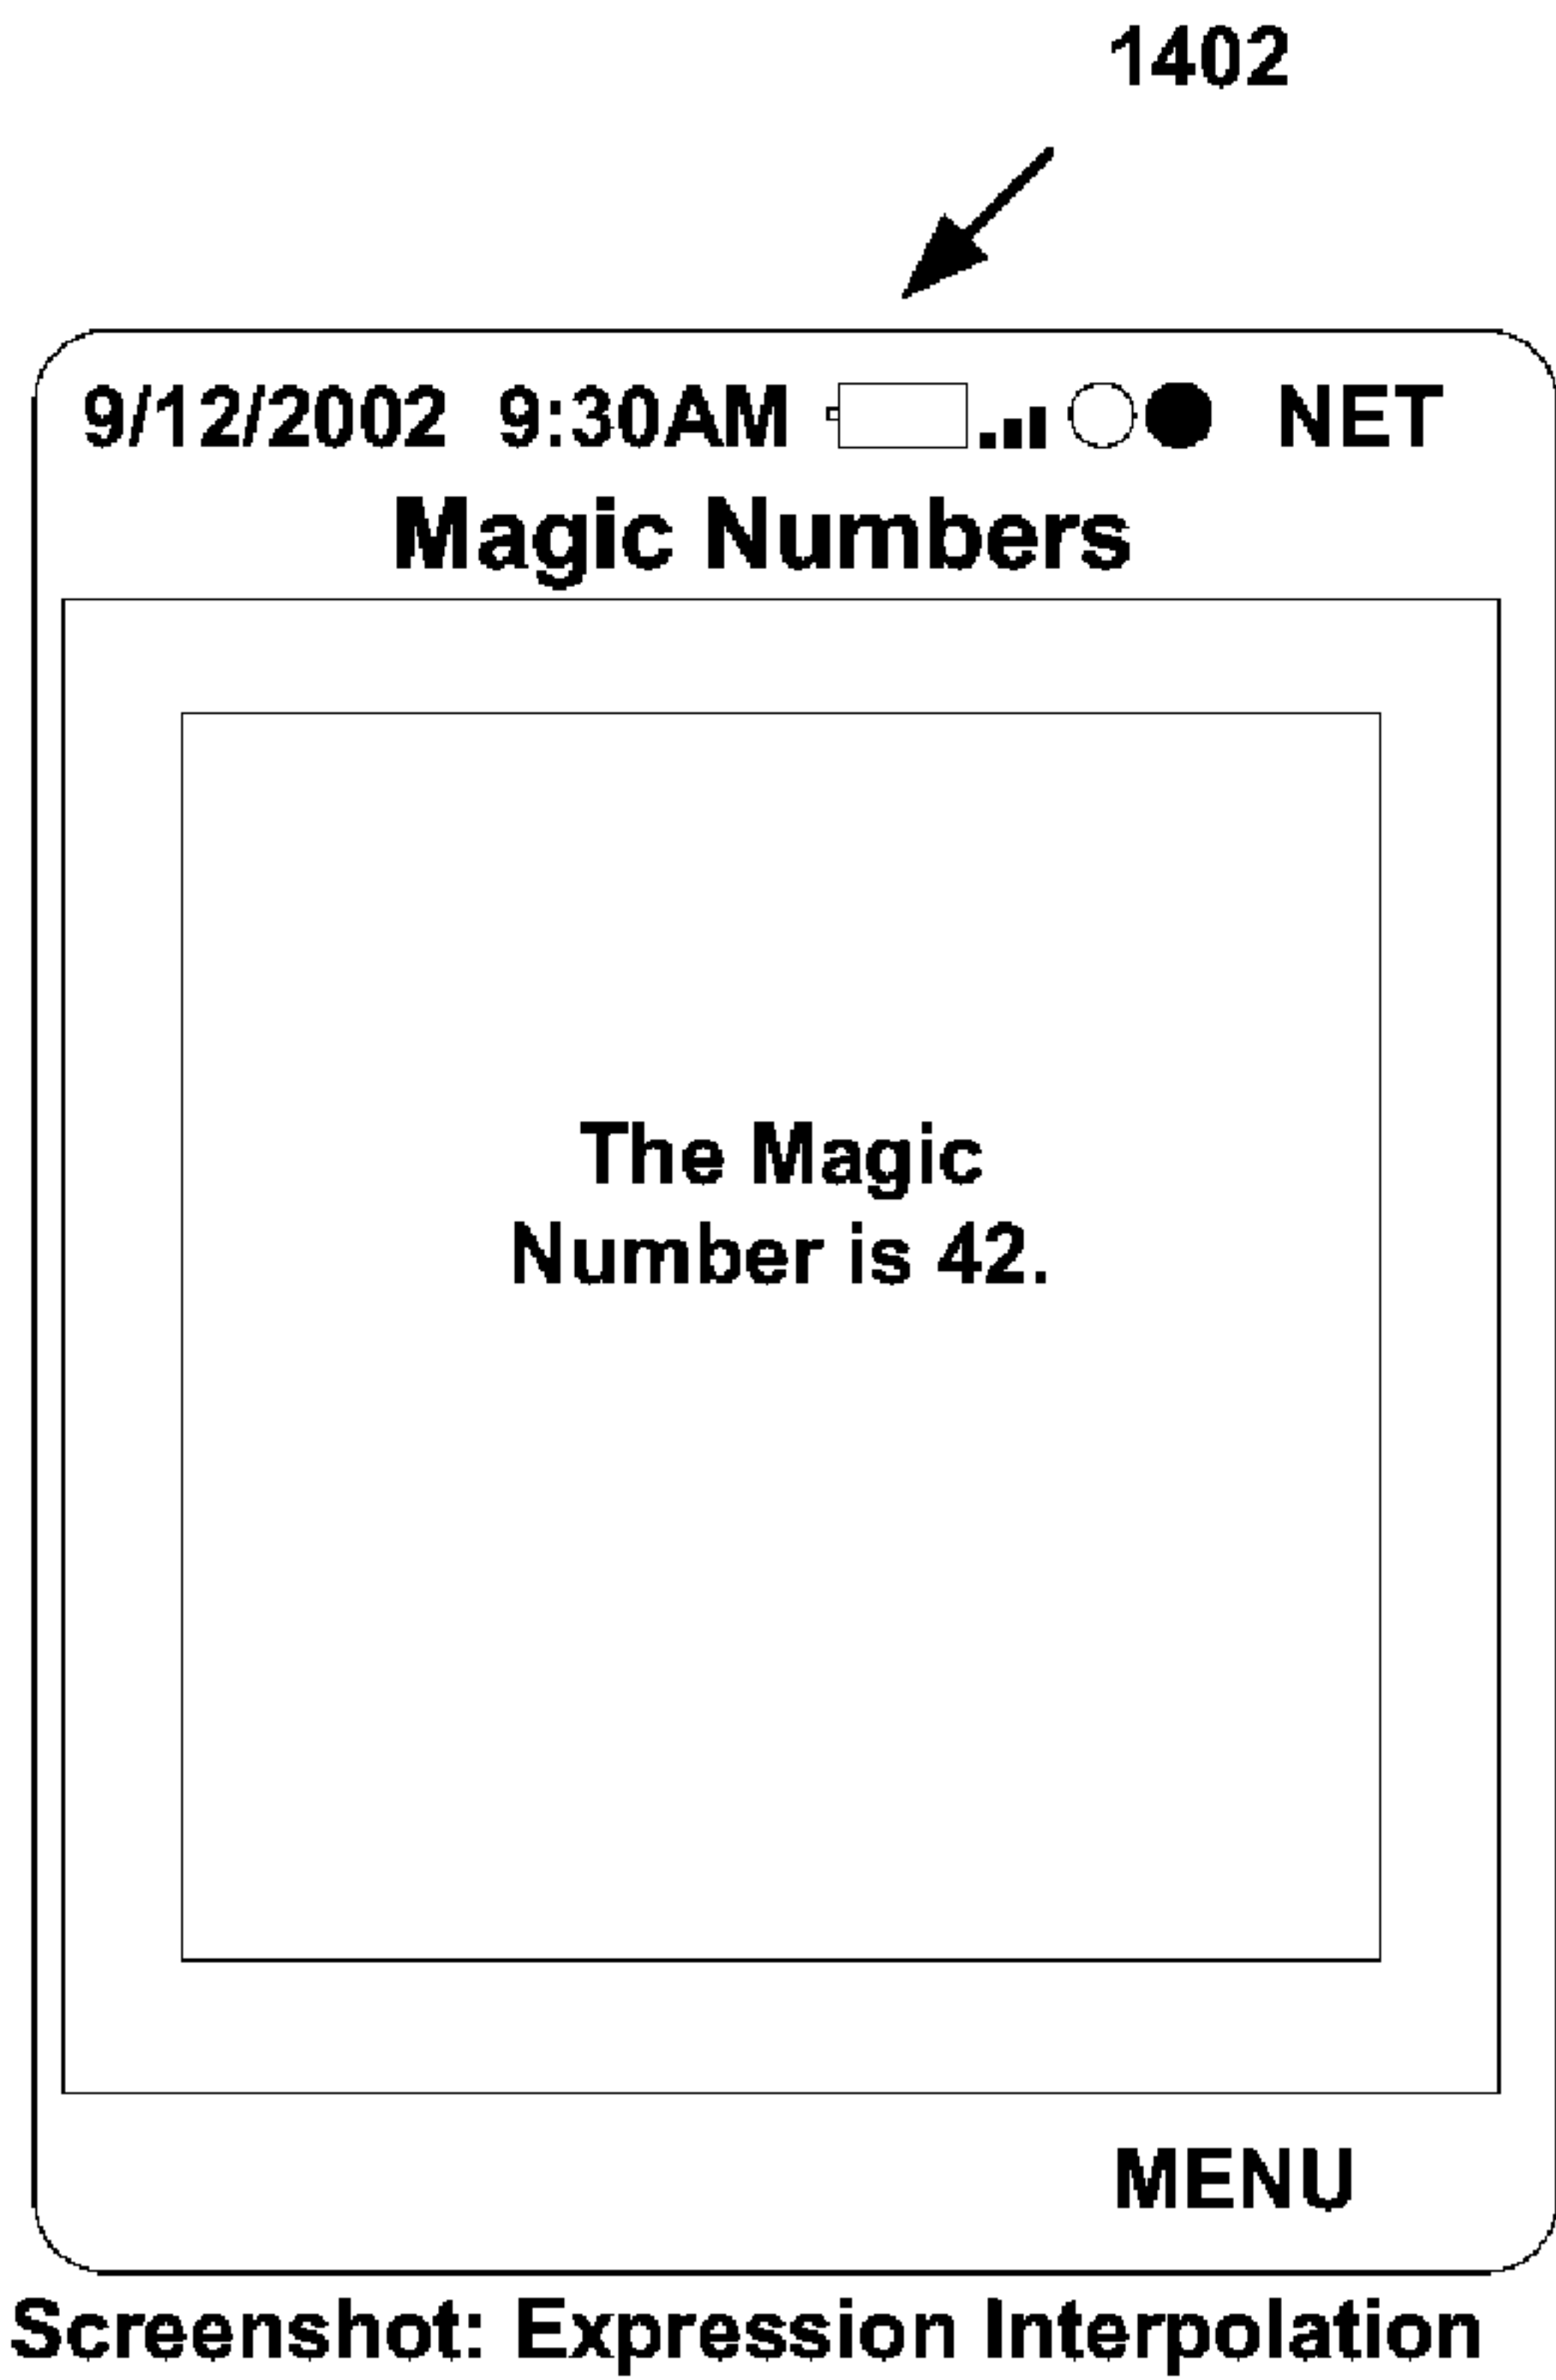 1402
9/12/2002 9:30AM NET
Magic Numbers
The Magic
Number is 42.
MENU
Screenshot: Expression Interpolation